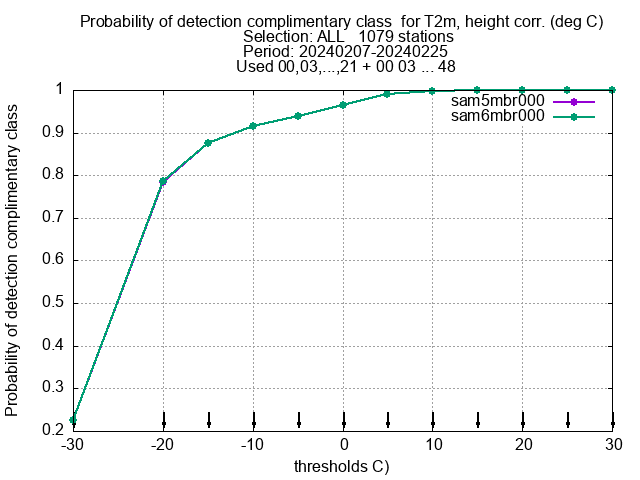 Probability of detection complimentary class  for T2m, height corr. (deg C)
Selection: ALL   1079 stations
Period: 20240207-20240225
Used 00,03,...,21 + 00 03 ... 48
sam5mbr000
sam6mbr000
Probability of detection complimentary class
1
0.9
0.8
0.7
0.6
0.5
0.4
0.3
0.2
-30
-20
-10
0
10
20
30
thresholds C)